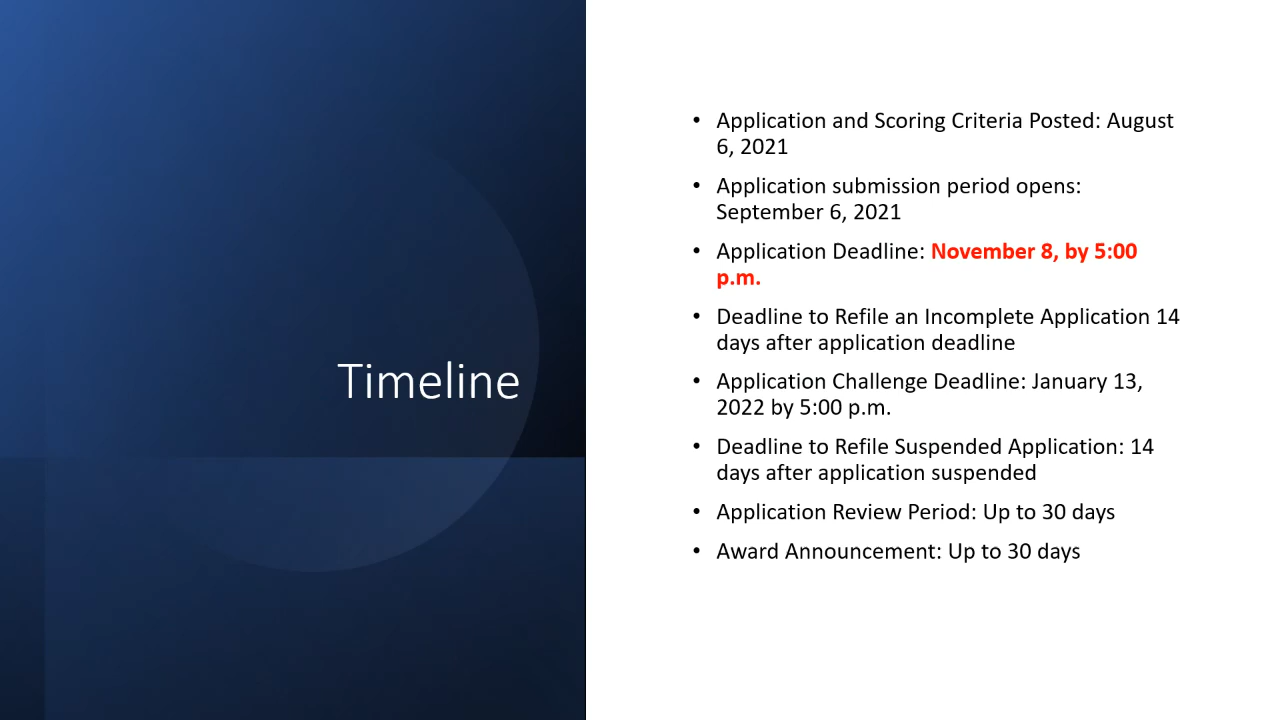 Timeline
• Application and Scoring Criteria Posted: August
6, 2021
• Application submission period opens:
September 6, 2021
• Application Deadline: November 8, by 5:00
p.m.
• Deadline to Refile an Incomplete Application 14
days after application deadline
• Application Challenge Deadline: January 13,
2022 by 5:00 p.m.
• Deadline to Refile Suspended Application: 14
days after application suspended
• Application Review Period: Up to 30 days
• Award Announcement: Up to 30 days